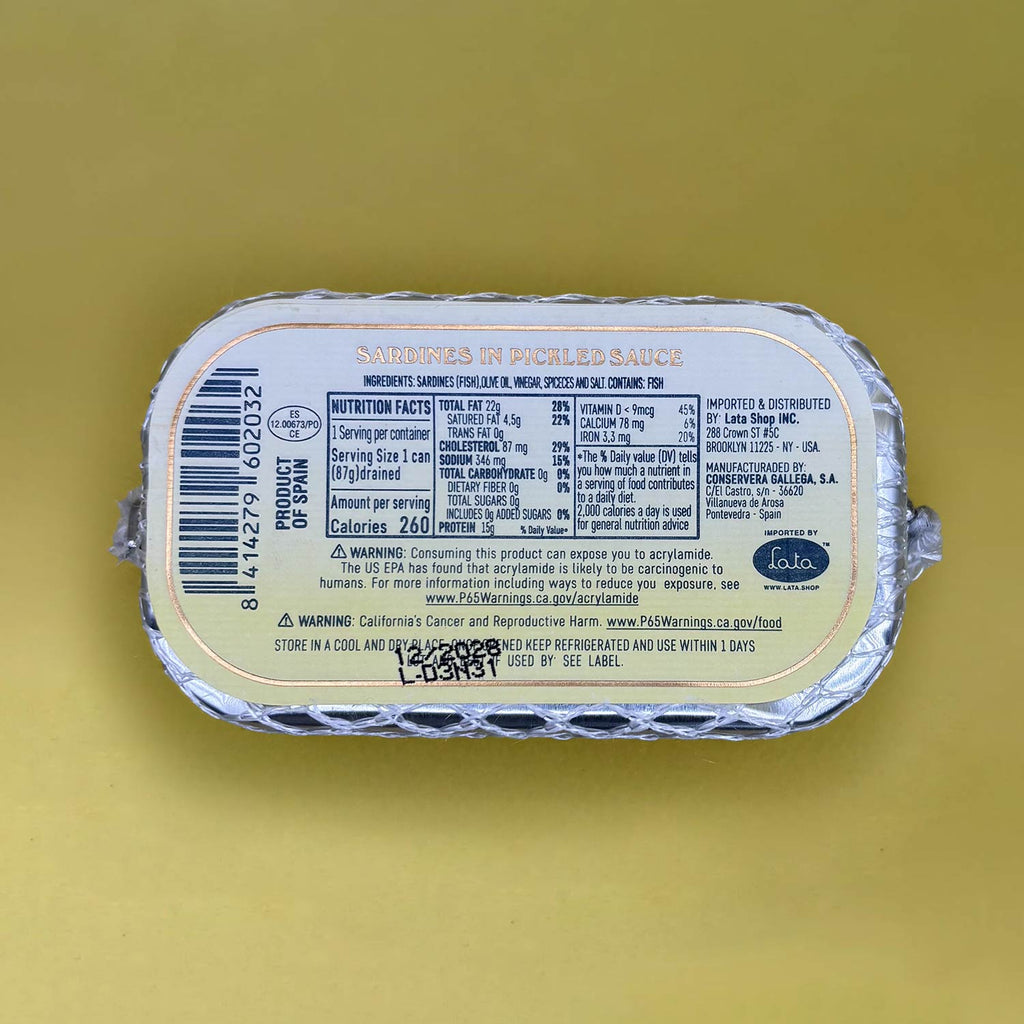 SARDINES IN PICKLED SAUCE
INGREDIENTS: SARDINES (FISH),OLIVE OIL, VINEGAR, SPICECES AND SALT. CONTAINS: FISH
8 414279 602032
ES
12.00673/PO
CE
PRODUCT
OF SPAIN
NUTRITION FACTS
1 Serving per container
Serving Size 1 can
(87g)drained
Amount per serving
Calories 260
TOTAL FAT 22g 28%
SATURED FAT 4,5g 22%
TRANS FAT 0g
CHOLESTEROL 87 mg 29%
SODIUM 346 mg 15%
TOTAL CARBOHYDRATE 0g 0%
DIETARY FIBER 0g 0%
TOTAL SUGARS 0g
INCLUDES 0g ADDED SUGARS 0%
PROTEIN 15g % Daily Value*
VITAMIN D < 9mcg 45%
CALCIUM 78 mg 6%
IRON 3,3 mg 20%
*The % Daily value (DV) tells
you how much a nutrient in
a serving of food contributes
to a daily diet.
2,000 calories a day is used
for general nutrition advice
IMPORTED & DISTRIBUTED
BY: Lata Shop INC.
288 Crown ST #5C
BROOKLYN 11225 - NY - USA.
MANUFACTURADED BY:
CONSERVERA GALLEGA, S.A.
C/El Castro, s/n - 36620
Villanueva de Arosa
Pontevedra - Spain
IMPORTED BY
Lata ™
WWW.LATA.SHOP
⚠ WARNING: Consuming this product can expose you to acrylamide.
The US EPA has found that acrylamide is likely to be carcinogenic to
humans. For more information including ways to reduce you exposure, see
www.P65Warnings.ca.gov/acrylamide
⚠ WARNING: California's Cancer and Reproductive Harm. www.P65Warnings.ca.gov/food
STORE IN A COOL AND DRY PLACE. KEEP REFRIGERATED AND USE WITHIN 1 DAYS
IF USED BY: SEE LABEL.
12/2028
L-D3N31